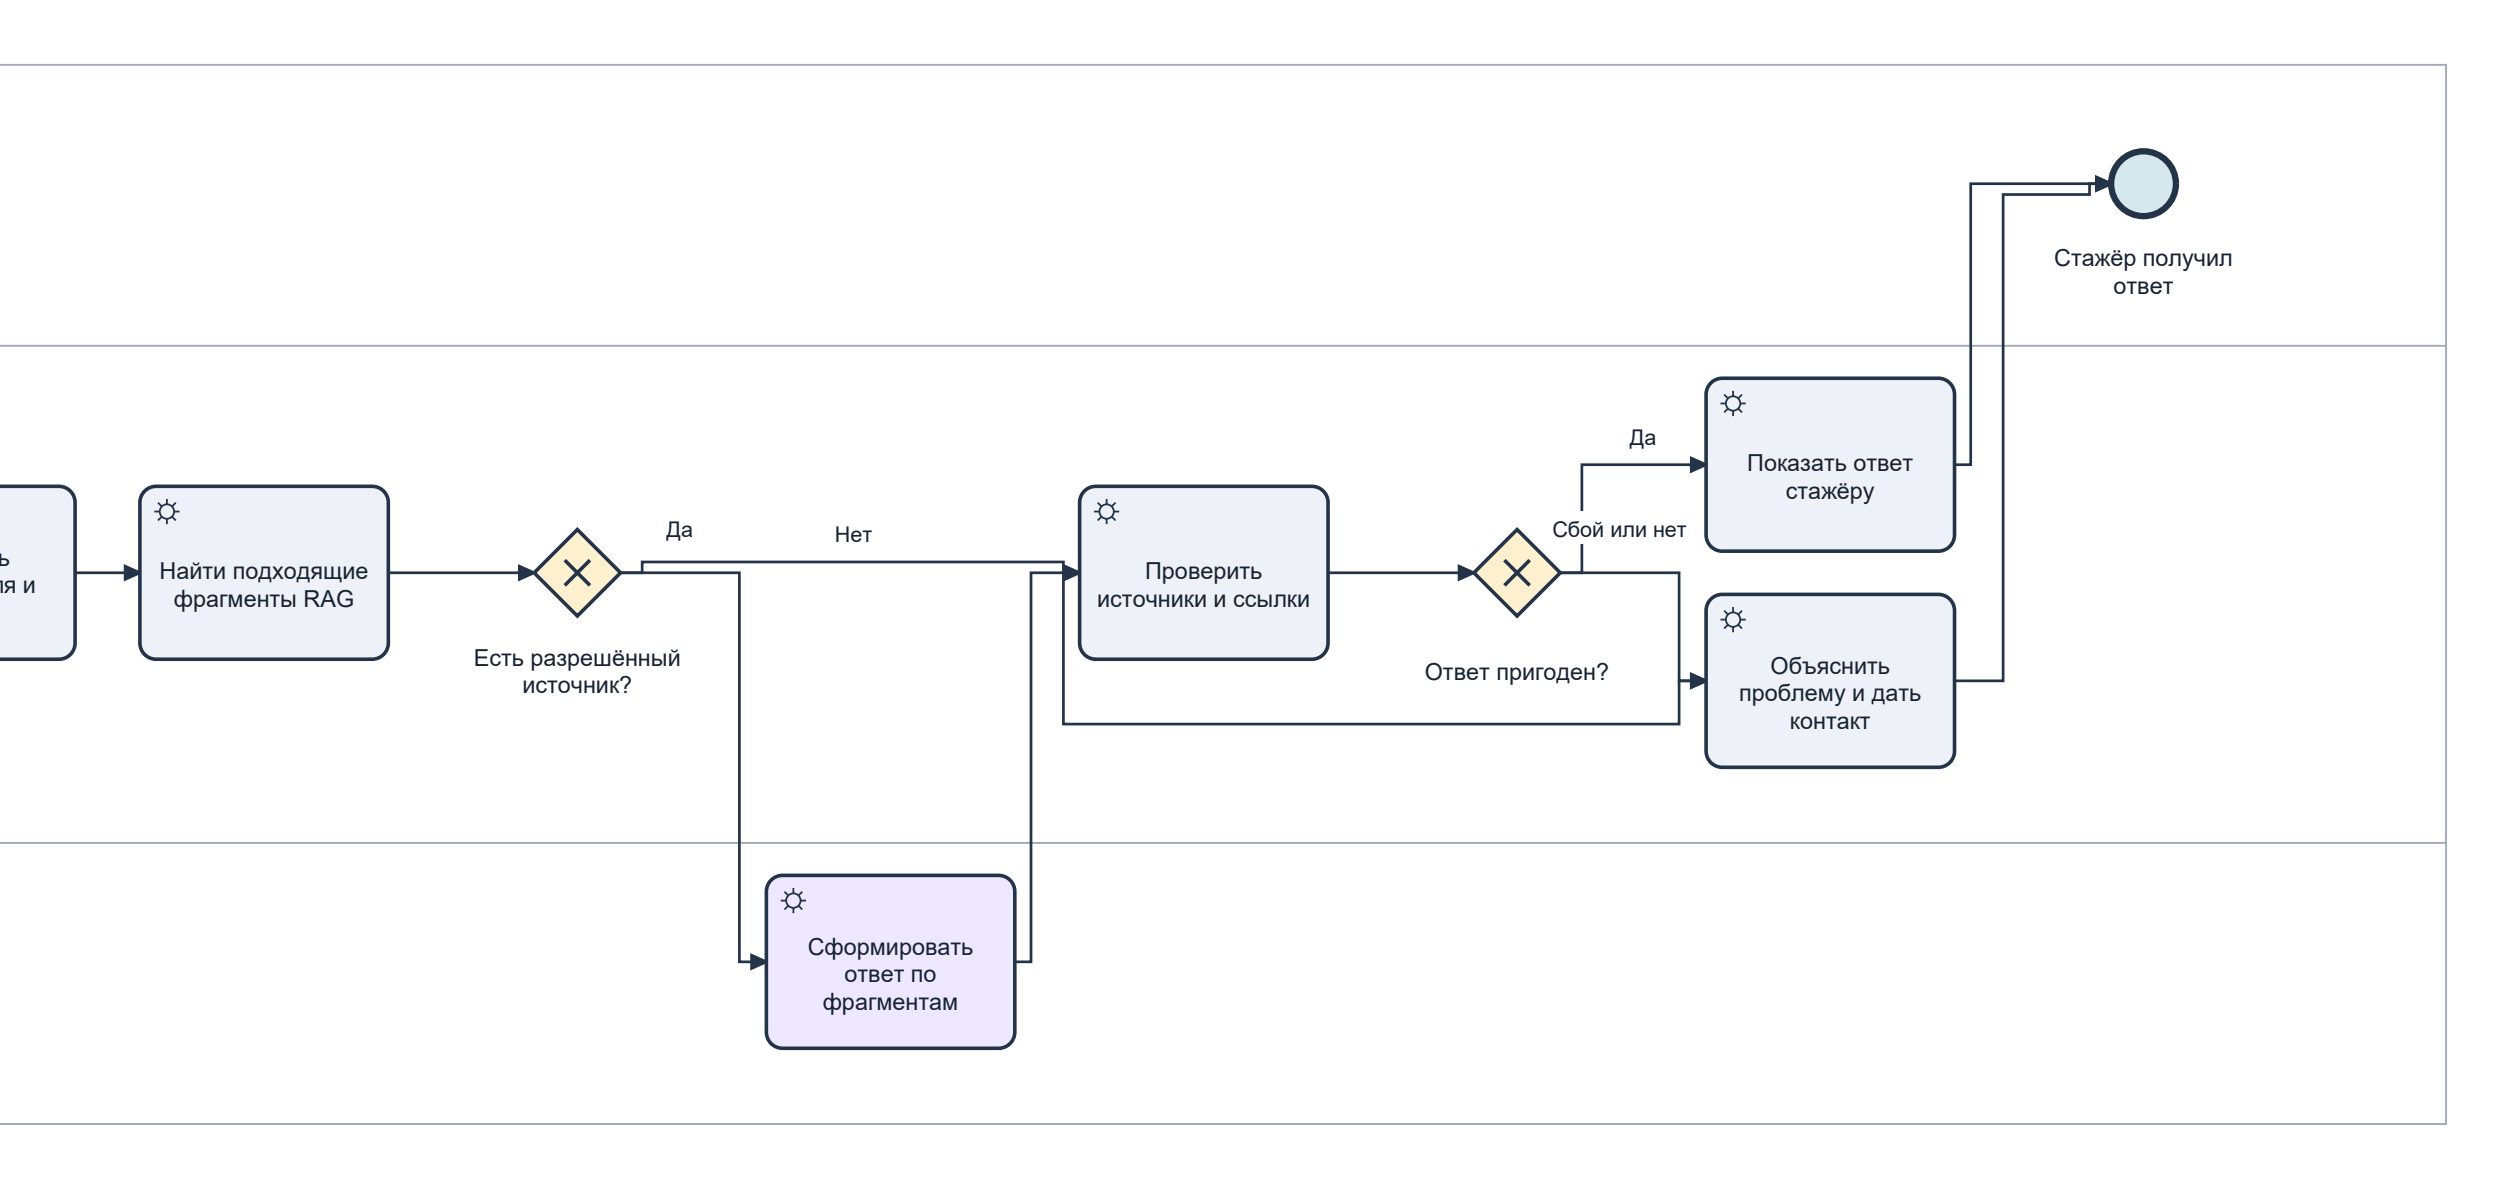 ь
ля и
Найти подходящие
фрагменты RAG
Есть разрешённый
источник?
Да
Нет
Сформировать
ответ по
фрагментам
Проверить
источники и ссылки
Ответ пригоден?
Да
Сбой или нет
Показать ответ
стажёру
Объяснить
проблему и дать
контакт
Стажёр получил
ответ